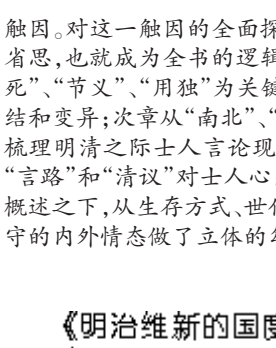 触因。对这一触因的全面探
省思,也就成为全书的逻辑
死”、“节义”、“用独”为关键
结和变异;次章从“南北”、“
梳理明清之际士人言论现
“言路”和“清议”对士人心
概述之下,从生存方式、世
守的内外情态做了立体的
《明治维新的国度